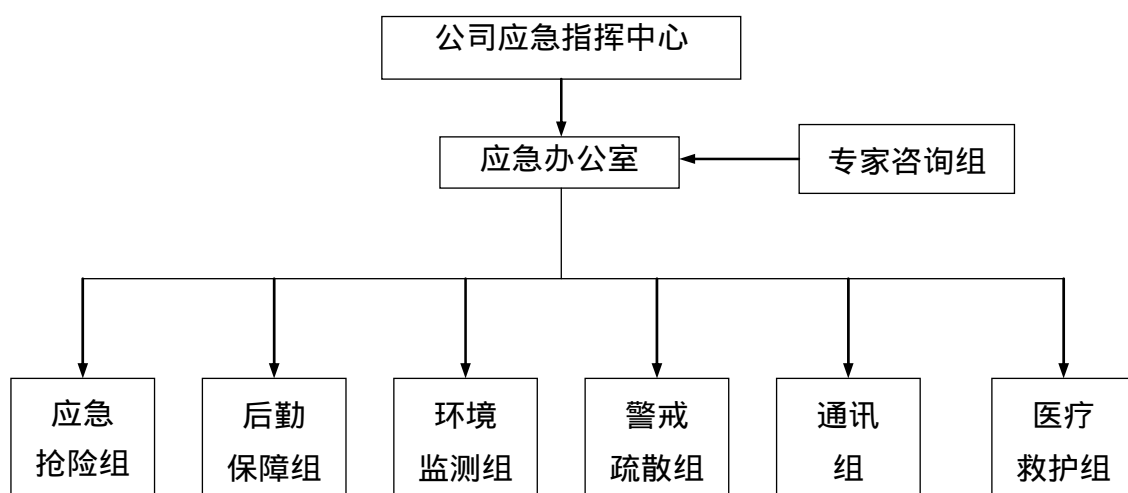 公司应急指挥中心
应急办公室
专家咨询组
应急
抢险组
后勤
保障组
环境
监测组
警戒
疏散组
通讯
组
医疗
救护组